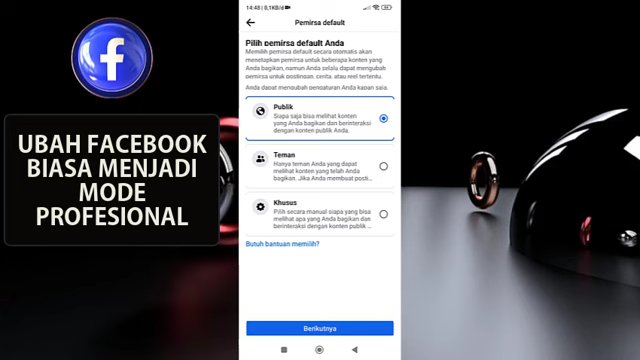 14:48 | 0,1KB/d
Pemirsa default
Pilih pemirsa default Anda
Memilih pemirsa default secara otomatis akan
menetapkan pemirsa untuk beberapa konten yang
Anda bagikan, namun Anda selalu dapat mengubah
pemirsa untuk postingan, cerita, atau reel tertentu.
Anda dapat mengubah pengaturan Anda kapan saja.
Publik
Siapa saja bisa melihat konten
yang Anda bagikan dan berinteraksi
dengan konten publik Anda.
Teman
Hanya teman Anda yang dapat
melihat konten yang telah Anda
bagikan. Jika Anda membuat posti...
Khusus
Pilih secara manual siapa yang bisa
melihat apa yang Anda bagikan dan
berinteraksi dengan konten publik ...
Butuh bantuan memilih?
Berikutnya
UBAH FACEBOOK
BIASA MENJADI
MODE
PROFESIONAL